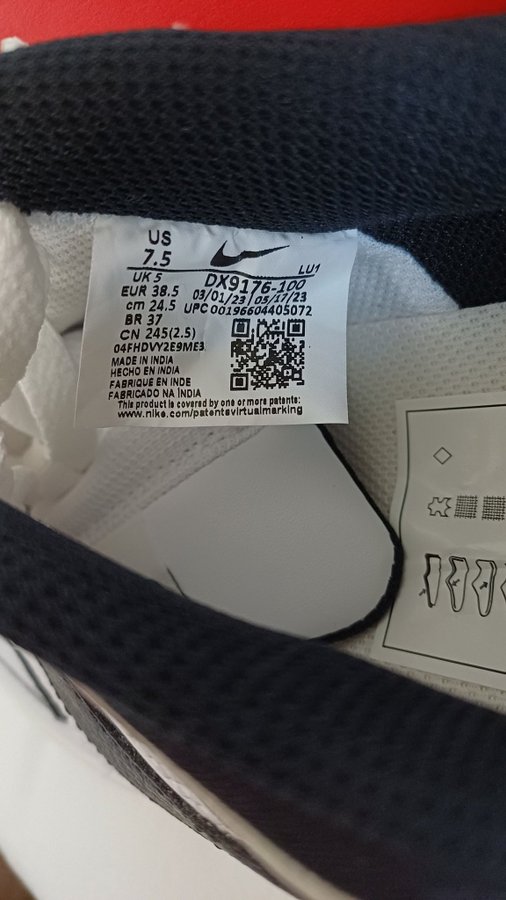 US
7.5
UK 5
EUR 38.5
cm 24.5
BR 37
CN 245(2.5)
LU1
DX9176-100
03/01/23 | 05/17/23
UPC 00196604405072
04FHDVY2E9ME3
MADE IN INDIA
HECHO EN INDIA
FABRIQUÉ EN INDE
FABRICADO NA ÍNDIA
This product is covered by one or more patents:
www.nike.com/patentsvirtualmarking